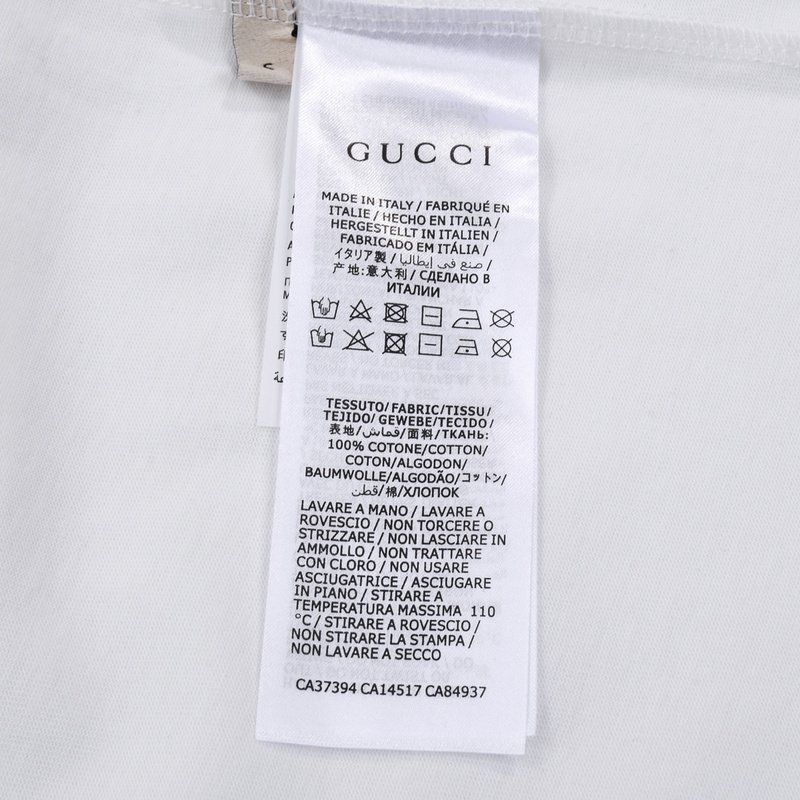 GUCCI
MADE IN ITALY / FABRIQUÉ EN
ITALIE / HECHO EN ITALIA /
HERGESTELLT IN ITALIEN /
FABRICADO EM ITÁLIA /
イタリア製 / صنع في إيطاليا /
产地:意大利 / СДЕЛАНО В
ИТАЛИИ
TESSUTO/FABRIC/TISSU/
TEJIDO/GEWEBE/TECIDO/
表地/قماش/面料/ТКАНЬ:
100% COTONE/COTTON/
COTON/ALGODON/
BAUMWOLLE/ALGODÃO/コットン/
قطن/棉/ХЛОПОК
LAVARE A MANO / LAVARE A
ROVESCIO / NON TORCERE O
STRIZZARE / NON LASCIARE IN
AMMOLLO / NON TRATTARE
CON CLORO / NON USARE
ASCIUGATRICE / ASCIUGARE
IN PIANO / STIRARE A
TEMPERATURA MASSIMA 110
°C / STIRARE A ROVESCIO /
NON STIRARE LA STAMPA /
NON LAVARE A SECCO
CA37394 CA14517 CA84937